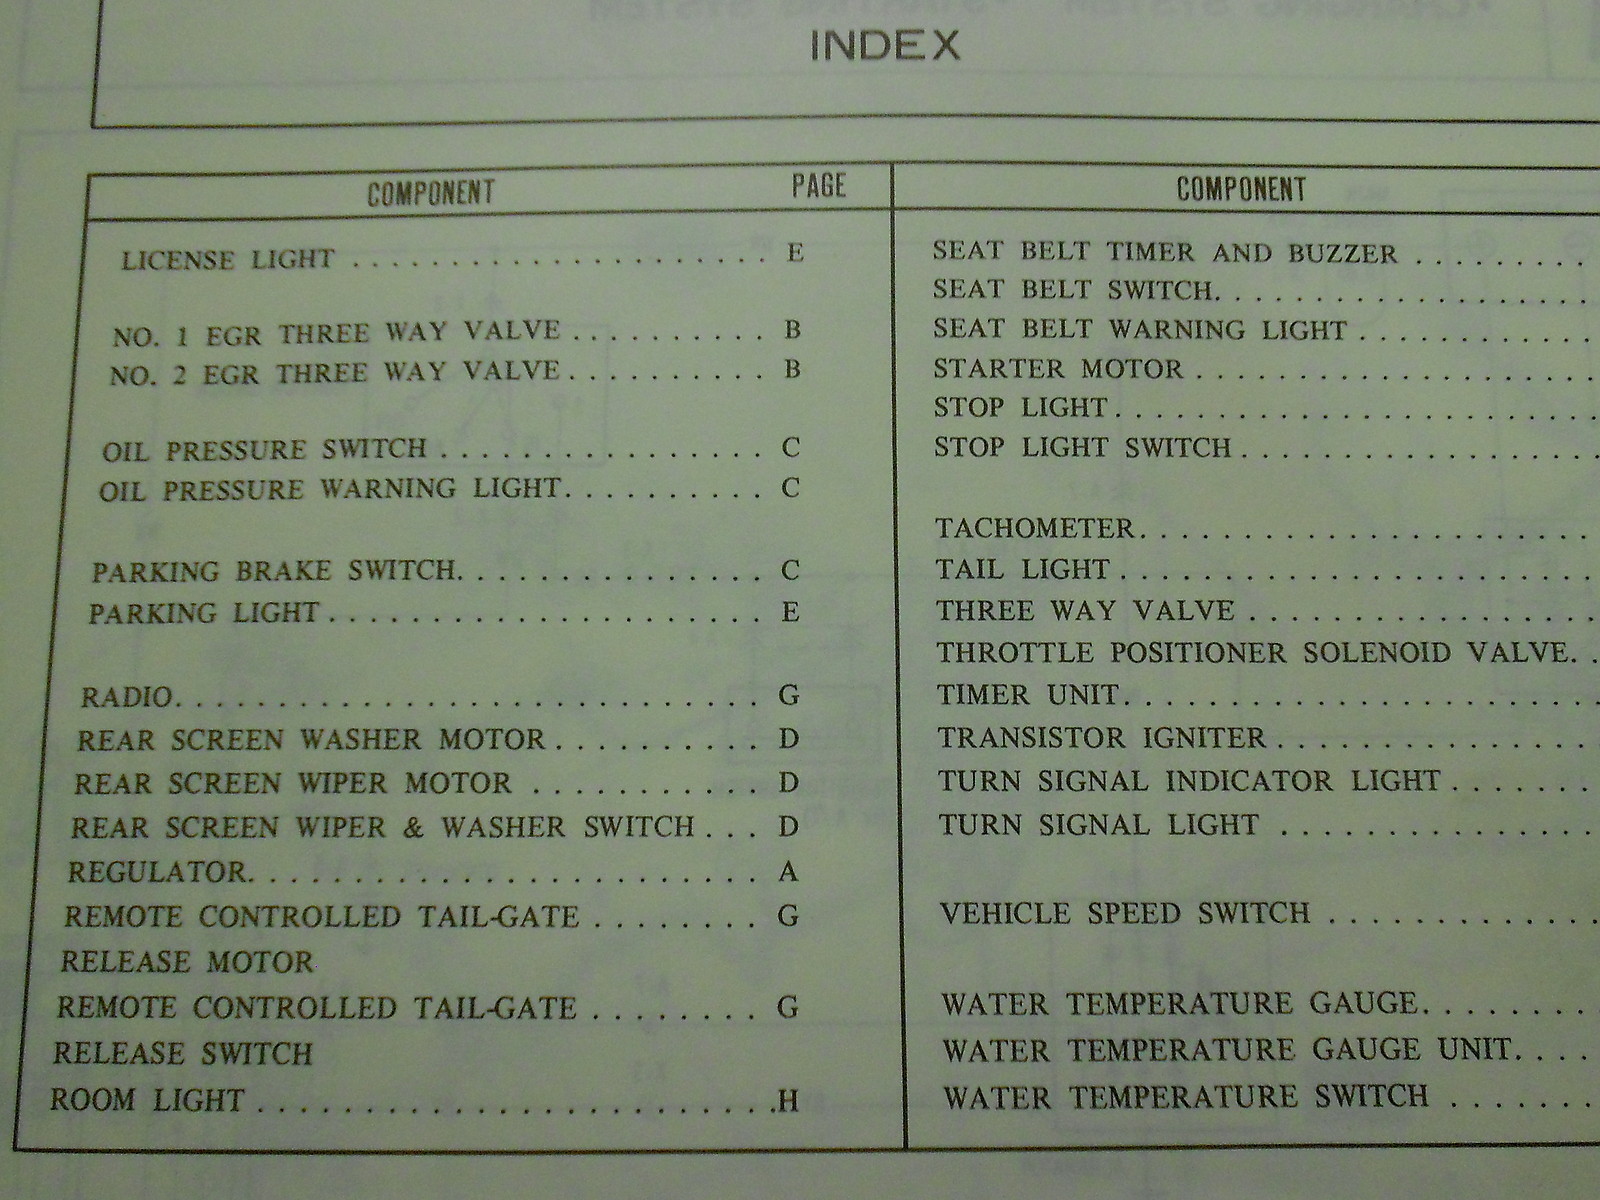 INDEX
COMPONENT PAGE
LICENSE LIGHT . . . . . . . . . . . . . . . . . . . . . . E
NO. 1 EGR THREE WAY VALVE . . . . . . . . . . B
NO. 2 EGR THREE WAY VALVE . . . . . . . . . . B
OIL PRESSURE SWITCH . . . . . . . . . . . . . . . . C
OIL PRESSURE WARNING LIGHT. . . . . . . . . . C
PARKING BRAKE SWITCH. . . . . . . . . . . . . . . C
PARKING LIGHT . . . . . . . . . . . . . . . . . . . . . E
RADIO. . . . . . . . . . . . . . . . . . . . . . . . . . . . G
REAR SCREEN WASHER MOTOR . . . . . . . . . . D
REAR SCREEN WIPER MOTOR . . . . . . . . . . . D
REAR SCREEN WIPER & WASHER SWITCH . . . D
REGULATOR. . . . . . . . . . . . . . . . . . . . . . . . A
REMOTE CONTROLLED TAIL-GATE . . . . . . . . G
RELEASE MOTOR
REMOTE CONTROLLED TAIL-GATE . . . . . . . . G
RELEASE SWITCH
ROOM LIGHT . . . . . . . . . . . . . . . . . . . . . . . .H
COMPONENT
SEAT BELT TIMER AND BUZZER . . . . . . . . .
SEAT BELT SWITCH. . . . . . . . . . . . . . . . . . .
SEAT BELT WARNING LIGHT . . . . . . . . . . . .
STARTER MOTOR . . . . . . . . . . . . . . . . . . . .
STOP LIGHT . . . . . . . . . . . . . . . . . . . . . . . .
STOP LIGHT SWITCH . . . . . . . . . . . . . . . . . .
TACHOMETER. . . . . . . . . . . . . . . . . . . . . . .
TAIL LIGHT . . . . . . . . . . . . . . . . . . . . . . . .
THREE WAY VALVE . . . . . . . . . . . . . . . . . .
THROTTLE POSITIONER SOLENOID VALVE. .
TIMER UNIT. . . . . . . . . . . . . . . . . . . . . . . .
TRANSISTOR IGNITER . . . . . . . . . . . . . . . .
TURN SIGNAL INDICATOR LIGHT . . . . . . .
TURN SIGNAL LIGHT . . . . . . . . . . . . . . . .
VEHICLE SPEED SWITCH . . . . . . . . . . . . .
WATER TEMPERATURE GAUGE. . . . . . . . .
WATER TEMPERATURE GAUGE UNIT. . . .
WATER TEMPERATURE SWITCH . . . . . . .